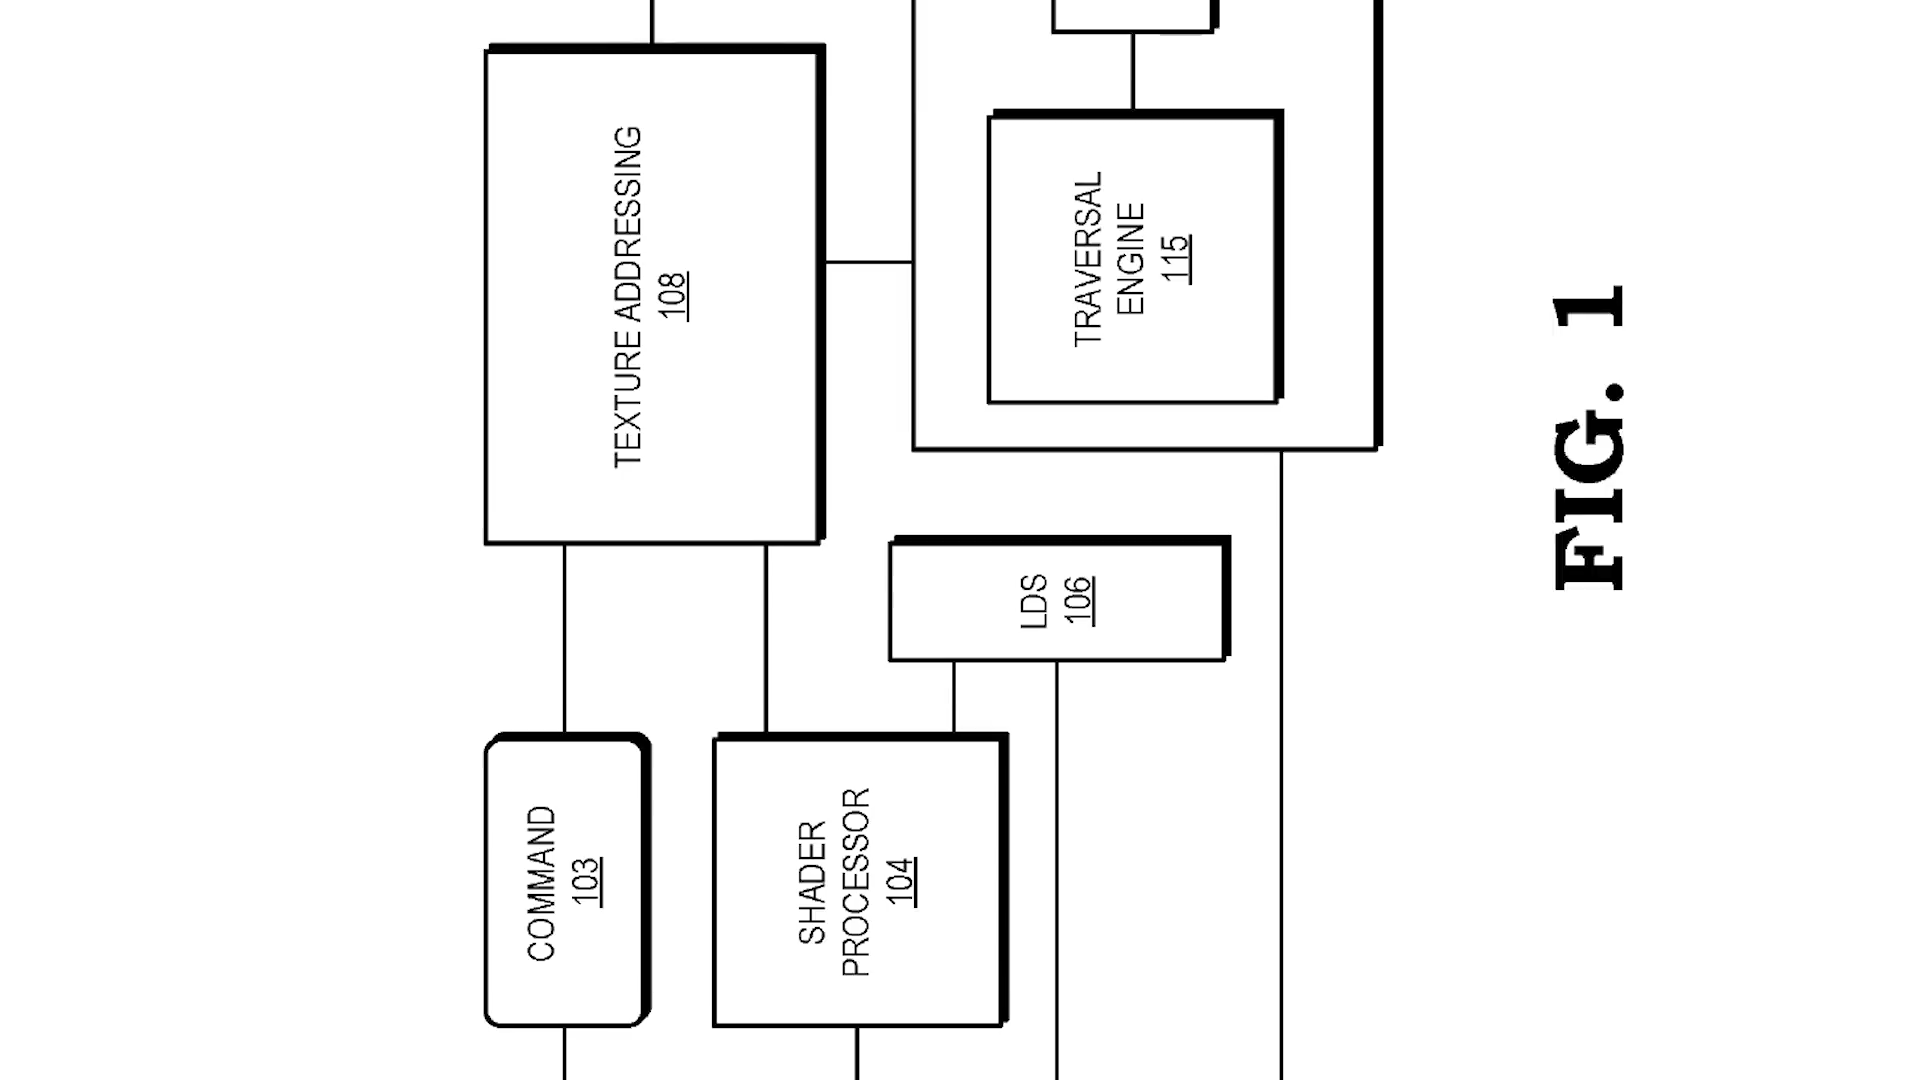 TEXTURE ADDRESSING
108
TRAVERSAL
ENGINE
115
LDS
106
COMMAND
103
SHADER
PROCESSOR
104
FIG. 1